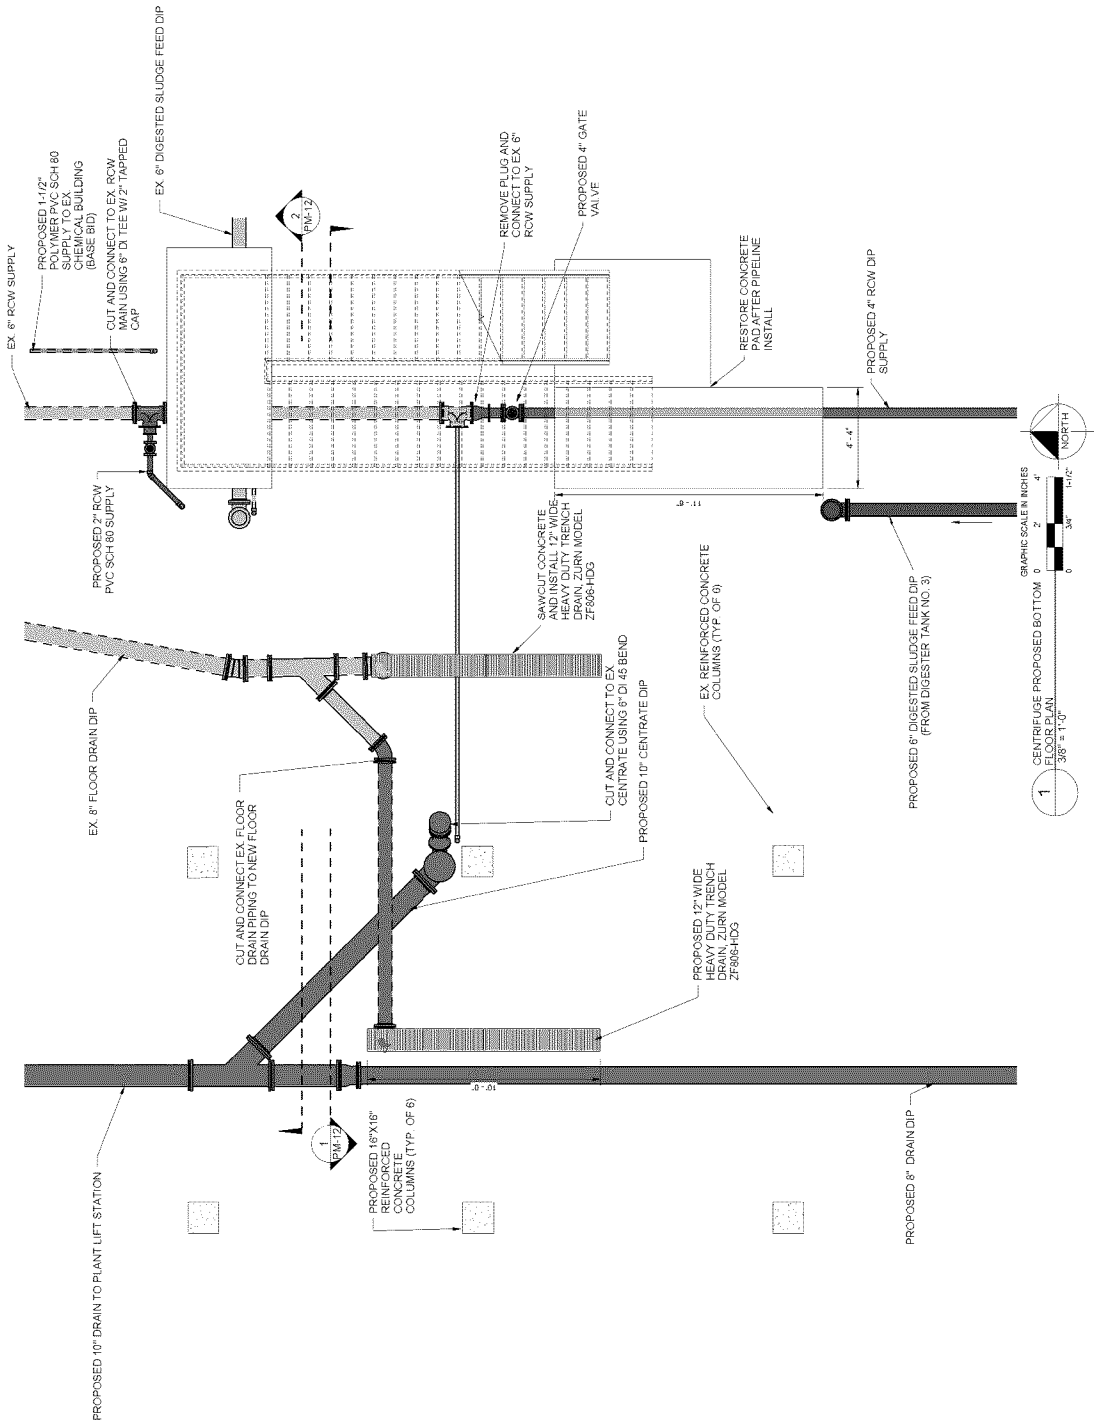 EX. 6" RCW SUPPLY
PROPOSED 1-1/2"
POLYMER PVC SCH 80
SUPPLY TO EX.
CHEMICAL BUILDING
(BASE BID)
CUT AND CONNECT TO EX. RCW
MAIN USING 6" DI TEE W/ 2" TAPPED
CAP
EX. 6" DIGESTED SLUDGE FEED DIP
2
PM-12
REMOVE PLUG AND
CONNECT TO EX. 6"
RCW SUPPLY
PROPOSED 4" GATE
VALVE
RESTORE CONCRETE
PAD AFTER PIPELINE
INSTALL
PROPOSED 4" RCW DIP
SUPPLY
4' - 4"
PROPOSED 2" RCW
PVC SCH 80 SUPPLY
SAWCUT CONCRETE
AND INSTALL 12" WIDE
HEAVY DUTY TRENCH
DRAIN, ZURN MODEL
ZF806-HDG
11' - 6"
EX. 8" FLOOR DRAIN DIP
CUT AND CONNECT TO EX
CENTRATE USING 6" DI 45 BEND
PROPOSED 10" CENTRATE DIP
EX. REINFORCED CONCRETE
COLUMNS (TYP. OF 6)
PROPOSED 6" DIGESTED SLUDGE FEED DIP
(FROM DIGESTER TANK NO. 3)
CUT AND CONNECT EX. FLOOR
DRAIN PIPING TO NEW FLOOR
DRAIN DIP
PROPOSED 12" WIDE
HEAVY DUTY TRENCH
DRAIN, ZURN MODEL
ZF806-HDG
10' - 0"
PROPOSED 10" DRAIN TO PLANT LIFT STATION
1
PM-12
PROPOSED 16"X16"
REINFORCED
CONCRETE
COLUMNS (TYP. OF 6)
PROPOSED 8" DRAIN DIP
1
CENTRIFUGE PROPOSED BOTTOM
FLOOR PLAN
3/8" = 1'-0"
GRAPHIC SCALE IN INCHES
0 2' 4'
0 3/4" 1-1/2"
NORTH